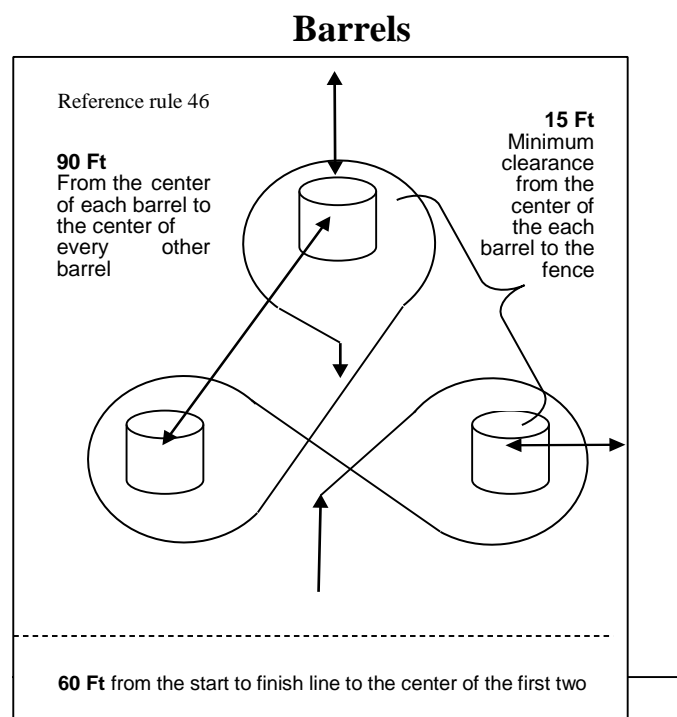 Barrels
Reference rule 46
90 Ft
From the center
of each barrel to
the center of
every other
barrel
15 Ft
Minimum
clearance
from the
center of
the each
barrel to the
fence
60 Ft from the start to finish line to the center of the first two